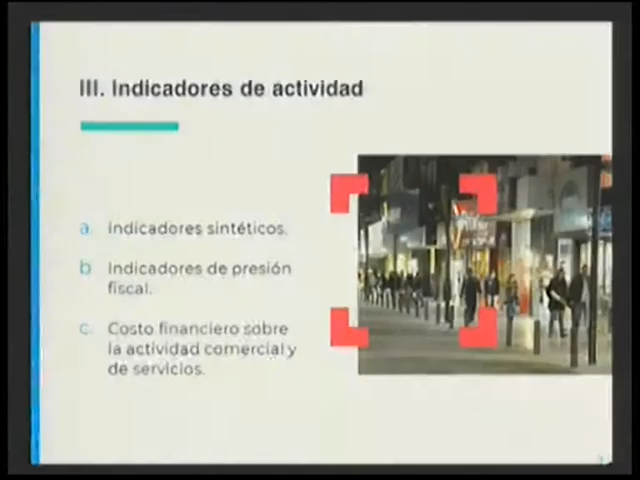 III. Indicadores de actividad
a. Indicadores sintéticos.
b. Indicadores de presión
fiscal.
c. Costo financiero sobre
la actividad comercial y
de servicios.